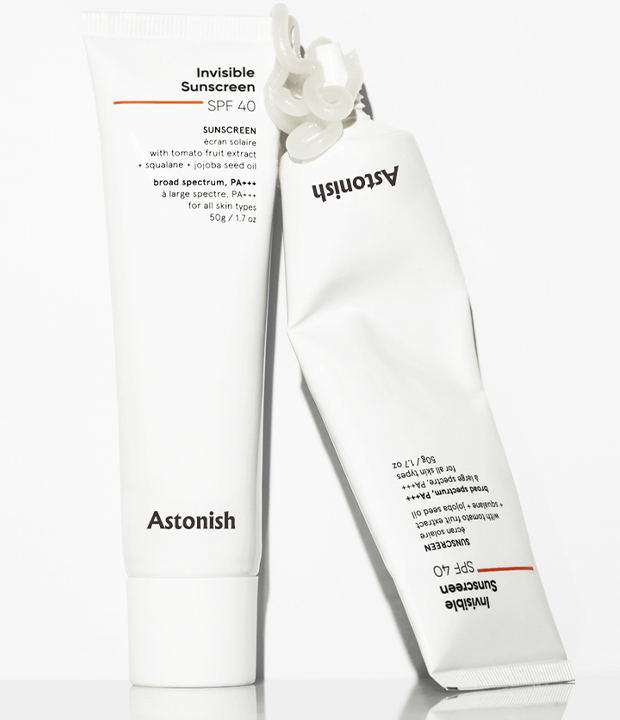 Invisible
Sunscreen
SPF 40
SUNSCREEN
ècran solaire
with tomato fruit extract
+ squalane + jojoba seed oil
broad spectrum, PA+++
à large spectre, PA+++
for all skin types
50g / 1.7 oz
Astonish
Astonish
Invisible
Sunscreen
SPF 40
SUNSCREEN
ècran solaire
with tomato fruit extract
+ squalane + jojoba seed oil
broad spectrum, PA+++
à large spectre, PA+++
for all skin types
50g / 1.7 oz